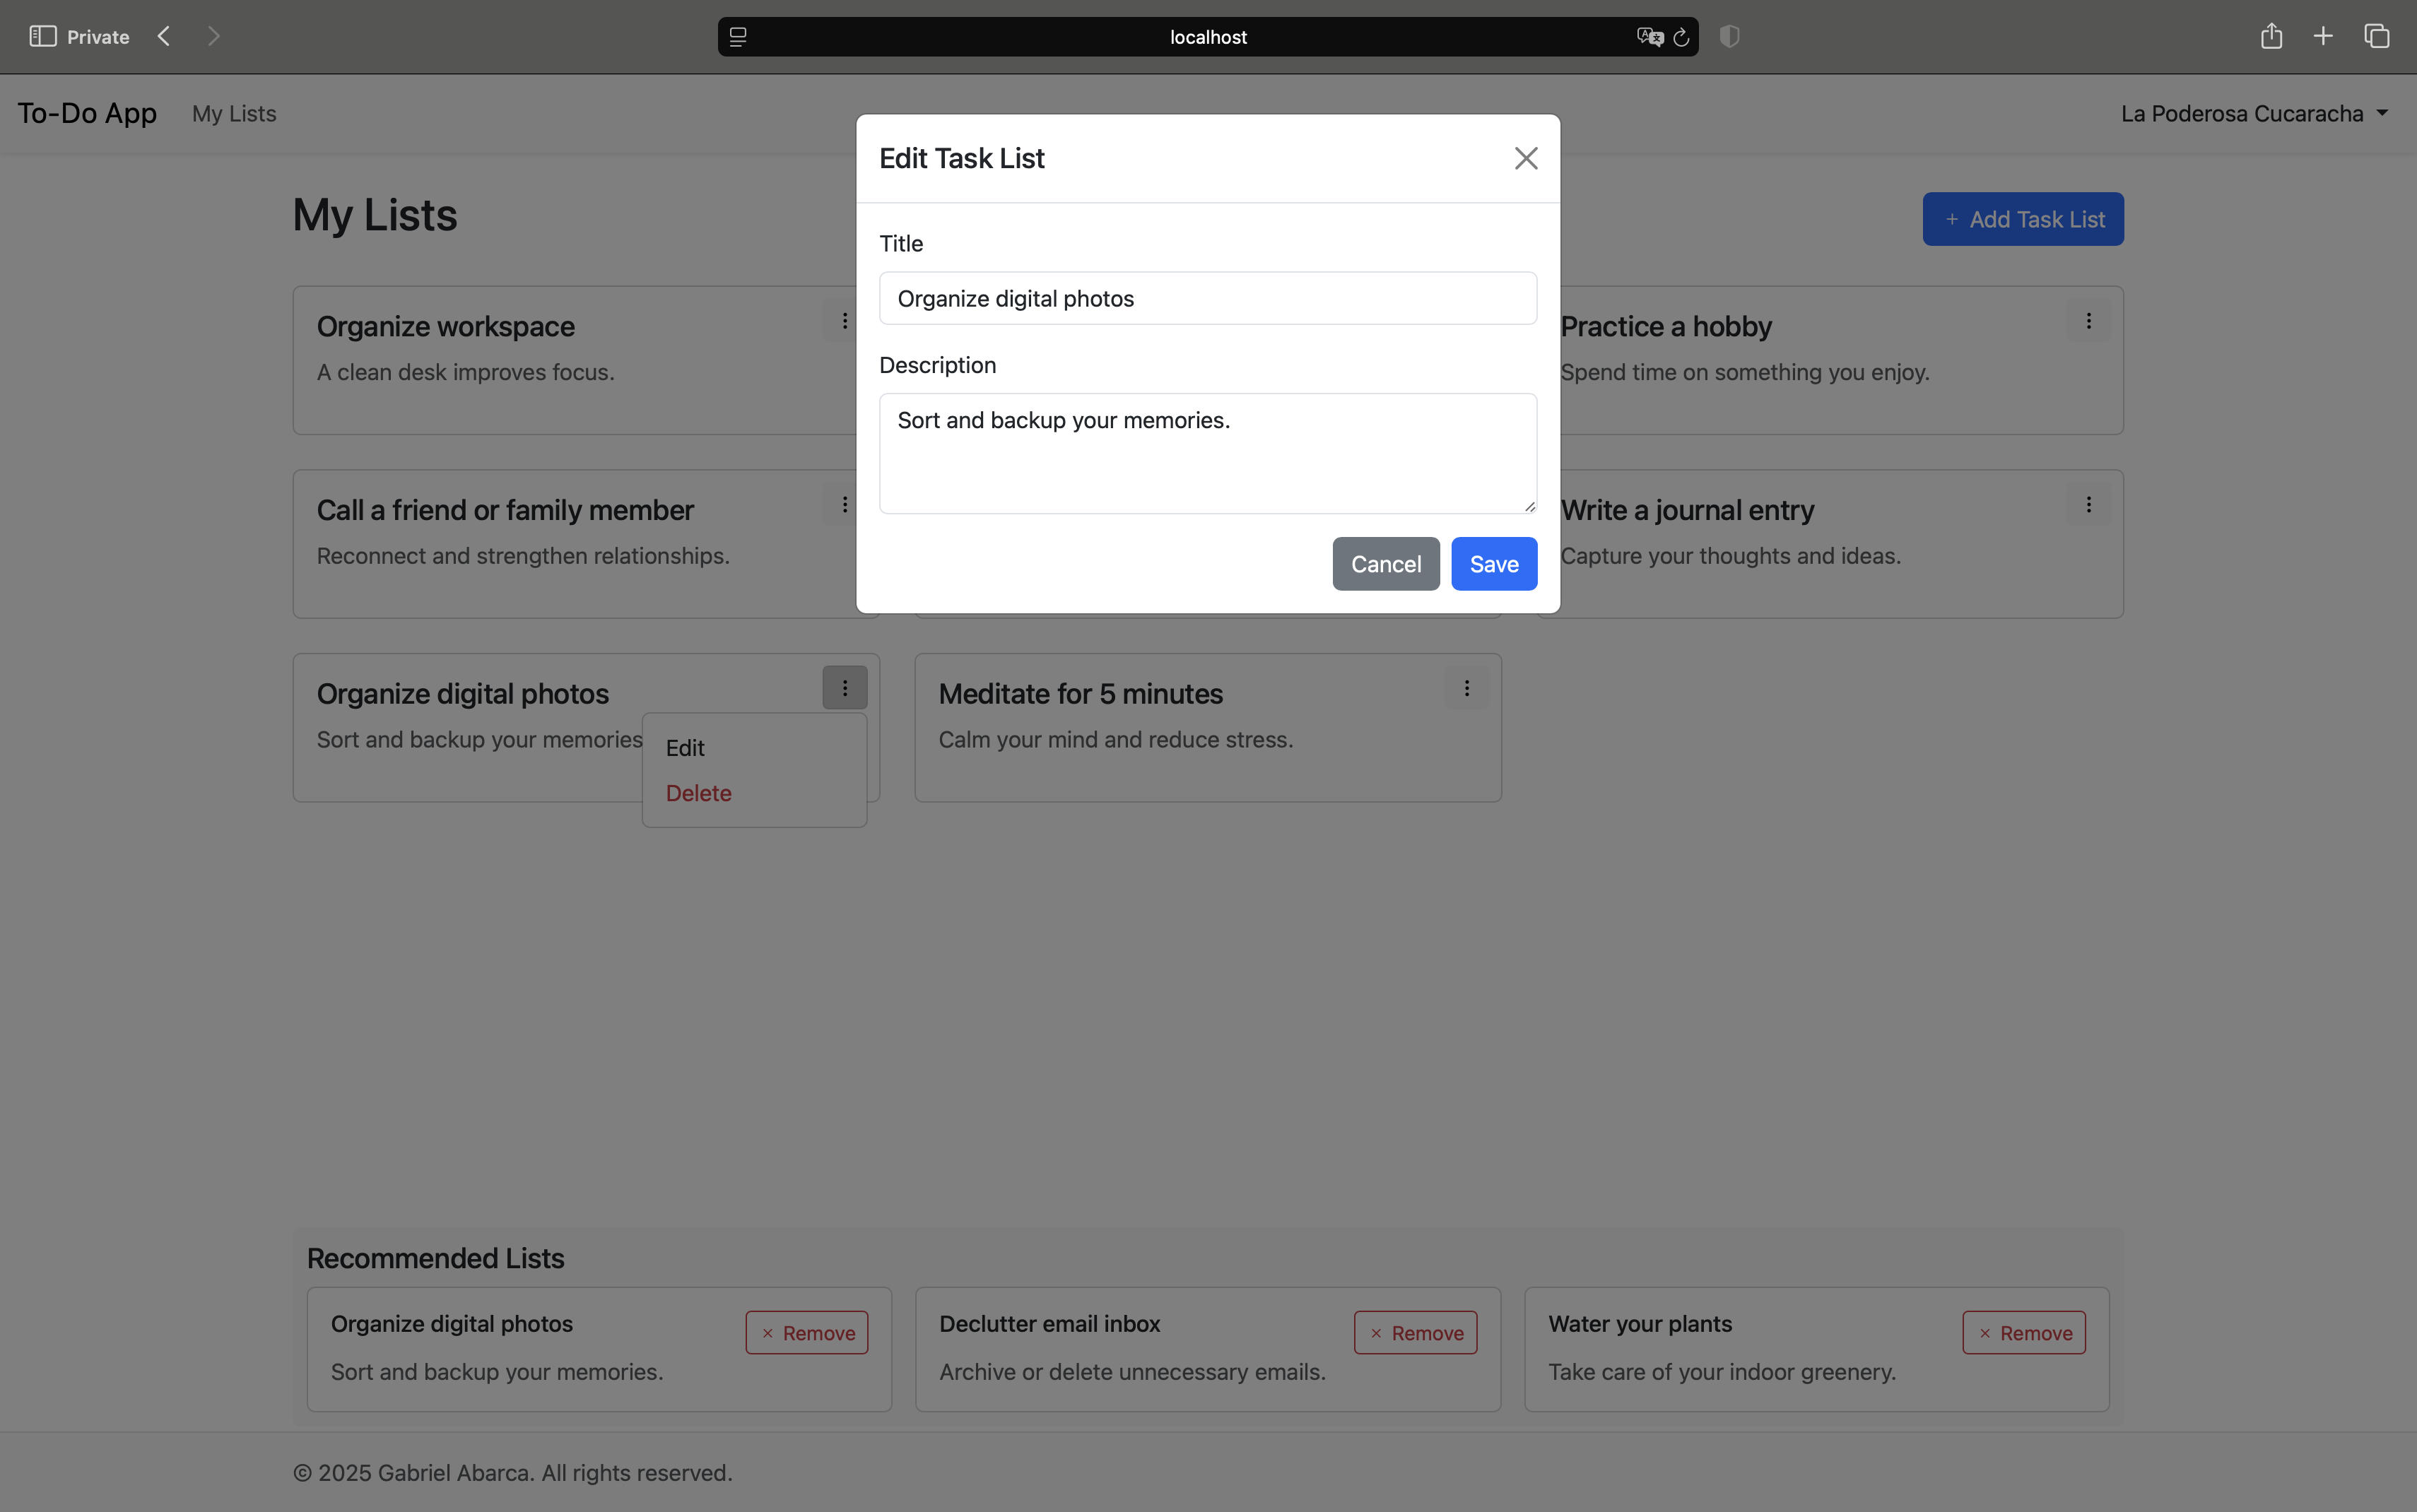 Private
localhost
To-Do App
My Lists
La Poderosa Cucaracha
My Lists
+ Add Task List
Edit Task List
Title
Organize digital photos
Description
Sort and backup your memories.
Cancel
Save
Organize workspace
A clean desk improves focus.
Practice a hobby
Spend time on something you enjoy.
Call a friend or family member
Reconnect and strengthen relationships.
Write a journal entry
Capture your thoughts and ideas.
Organize digital photos
Sort and backup your memories
Edit
Delete
Meditate for 5 minutes
Calm your mind and reduce stress.
Recommended Lists
Organize digital photos
× Remove
Sort and backup your memories.
Declutter email inbox
× Remove
Archive or delete unnecessary emails.
Water your plants
× Remove
Take care of your indoor greenery.
© 2025 Gabriel Abarca. All rights reserved.